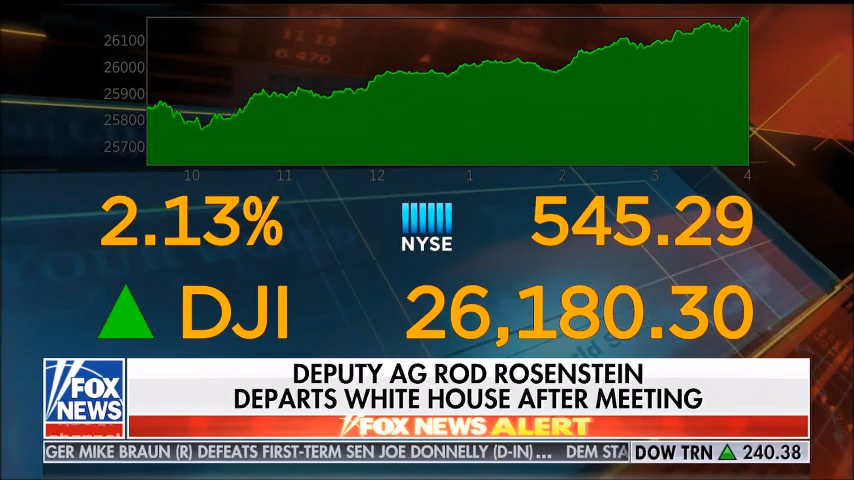 26100
26000
25900
25800
25700
10 11 12 1 2 3 4
2.13% NYSE 545.29
DJI 26,180.30
FOX NEWS channel
DEPUTY AG ROD ROSENSTEIN
DEPARTS WHITE HOUSE AFTER MEETING
FOX NEWS ALERT
GER MIKE BRAUN (R) DEFEATS FIRST-TERM SEN JOE DONNELLY (D-IN) ... DEM STA
DOW TRN 240.38